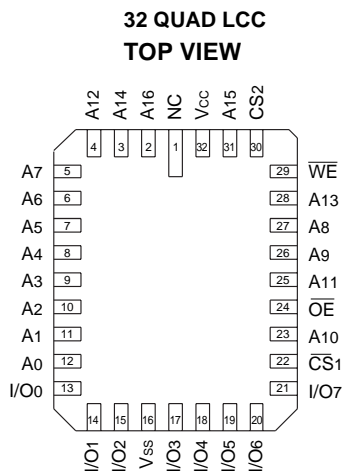 32 QUAD LCC
TOP VIEW
A12 A14 A16 NC VCC A15 CS2
4 3 2 1 32 31 30
A7 5 29 W̅E̅
A6 6 28 A13
A5 7 27 A8
A4 8 26 A9
A3 9 25 A11
A2 10 24 O̅E̅
A1 11 23 A10
A0 12 22 C̅S̅1
I/O0 13 21 I/O7
14 15 16 17 18 19 20
I/O1 I/O2 VSS I/O3 I/O4 I/O5 I/O6